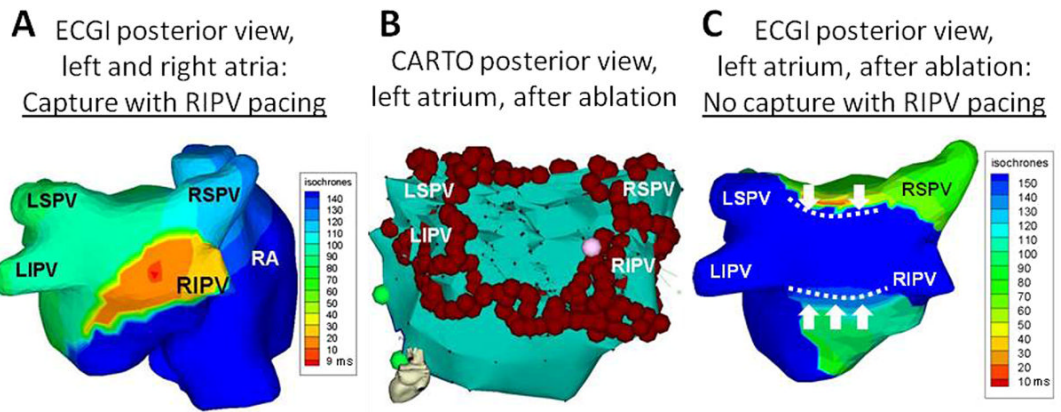 A
ECGI posterior view,
left and right atria:
Capture with RIPV pacing
LSPV
RSPV
LIPV
RIPV
RA
isochrones
140
130
120
110
100
90
80
70
60
50
40
30
20
10
9 ms
B
CARTO posterior view,
left atrium, after ablation
LSPV
RSPV
LIPV
RIPV
C
ECGI posterior view,
left atrium, after ablation:
No capture with RIPV pacing
LSPV
RSPV
LIPV
RIPV
isochrones
150
140
130
120
110
100
90
80
70
60
50
40
30
20
10 ms